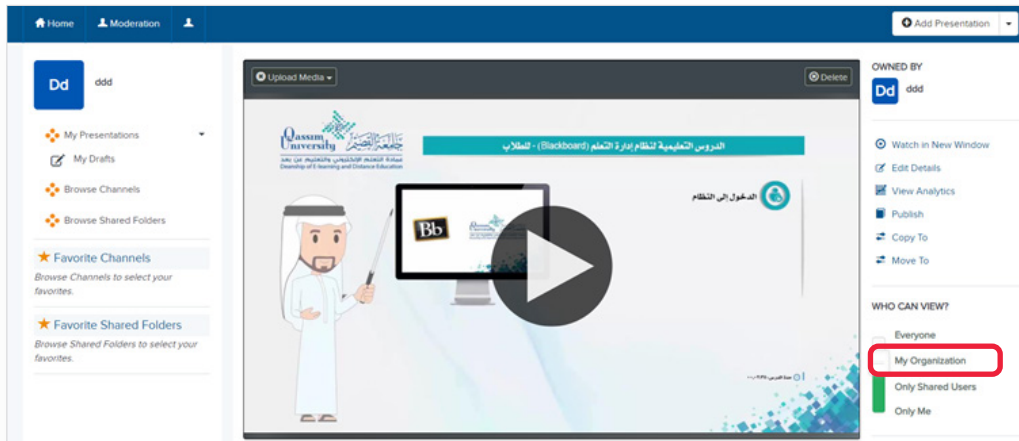 Home
Moderation
Add Presentation
Dd
ddd
My Presentations
My Drafts
Browse Channels
Browse Shared Folders
Favorite Channels
Browse Channels to select your
favorites.
Favorite Shared Folders
Browse Shared Folders to select your
favorites.
Upload Media
Delete
Qassim
University
جامعة القصيم
عمادة التعلم الإلكتروني والتعليم عن بعد
Deanship of E-learning and Distance Education
الدروس التعليمية لنظام إدارة التعلم (Blackboard) - للطلاب
الدخول إلى النظام
Bb
Qassim
University
OWNED BY
Dd
ddd
Watch in New Window
Edit Details
View Analytics
Publish
Copy To
Move To
WHO CAN VIEW?
Everyone
My Organization
Only Shared Users
Only Me